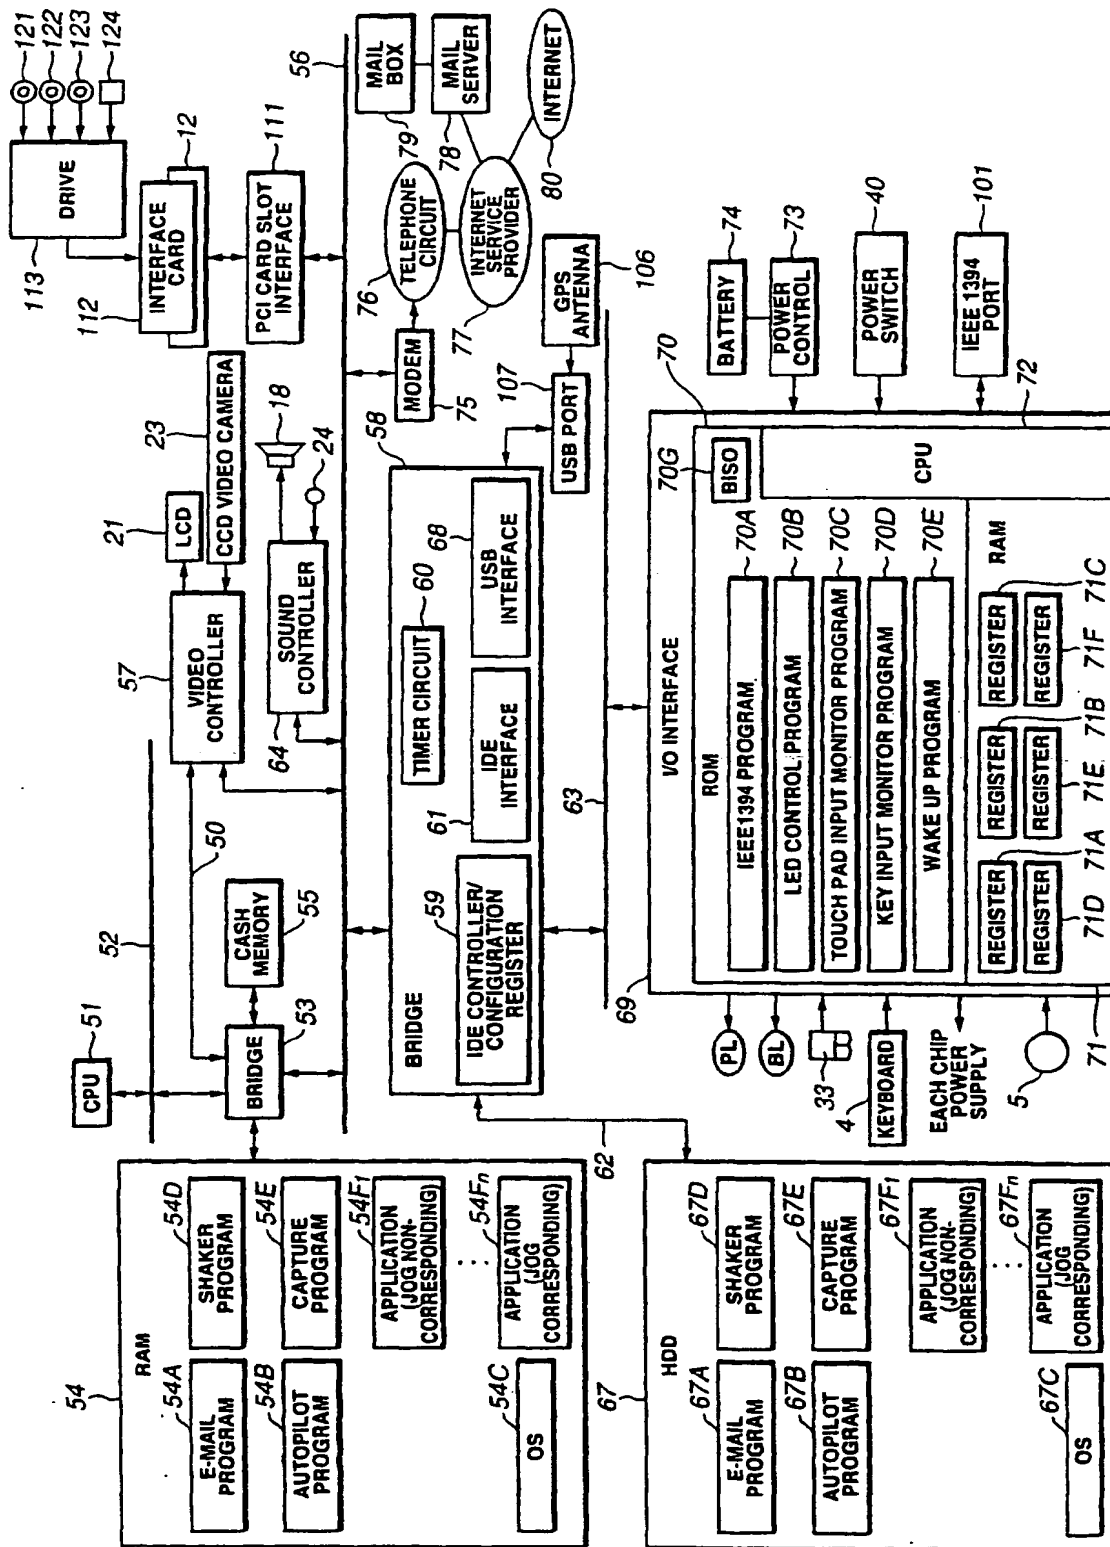 121
122
123
124
DRIVE
113
12
INTERFACE
CARD
112
PCI CARD SLOT
INTERFACE
111
56
MAIL
BOX
79
MAIL
SERVER
78
INTERNET
80
TELEPHONE
CIRCUIT
76
INTERNET
SERVICE
PROVIDER
77
MODEM
75
GPS
ANTENNA
106
USB PORT
107
CPU
51
52
50
LCD
21
CCD VIDEO CAMERA
23
VIDEO
CONTROLLER
57
18
24
SOUND
CONTROLLER
64
CASH
MEMORY
55
BRIDGE
53
BRIDGE
58
IDE CONTROLLER/
CONFIGURATION
REGISTER
59
TIMER CIRCUIT
60
IDE
INTERFACE
61
USB
INTERFACE
68
62
63
RAM
54
E-MAIL
PROGRAM
54A
AUTOPILOT
PROGRAM
54B
OS
54C
SHAKER
PROGRAM
54D
CAPTURE
PROGRAM
54E
APPLICATION
(JOG NON-
CORRESPONDING)
54F1
APPLICATION
(JOG
CORRESPONDING)
54Fn
HDD
67
E-MAIL
PROGRAM
67A
AUTOPILOT
PROGRAM
67B
OS
67C
SHAKER
PROGRAM
67D
CAPTURE
PROGRAM
67E
APPLICATION
(JOG NON-
CORRESPONDING)
67F1
APPLICATION
(JOG
CORRESPONDING)
67Fn
I/O INTERFACE
69
ROM
70
BISO
70G
IEEE1394 PROGRAM
70A
LED CONTROL PROGRAM
70B
TOUCH PAD INPUT MONITOR PROGRAM
70C
KEY INPUT MONITOR PROGRAM
70D
WAKE UP PROGRAM
70E
CPU
72
RAM
71
REGISTER
71A
REGISTER
71D
REGISTER
71B
REGISTER
71E
REGISTER
71C
REGISTER
71F
BATTERY
74
POWER
CONTROL
73
POWER
SWITCH
40
IEEE 1394
PORT
101
PL
BL
33
KEYBOARD
4
EACH CHIP
POWER
SUPPLY
5